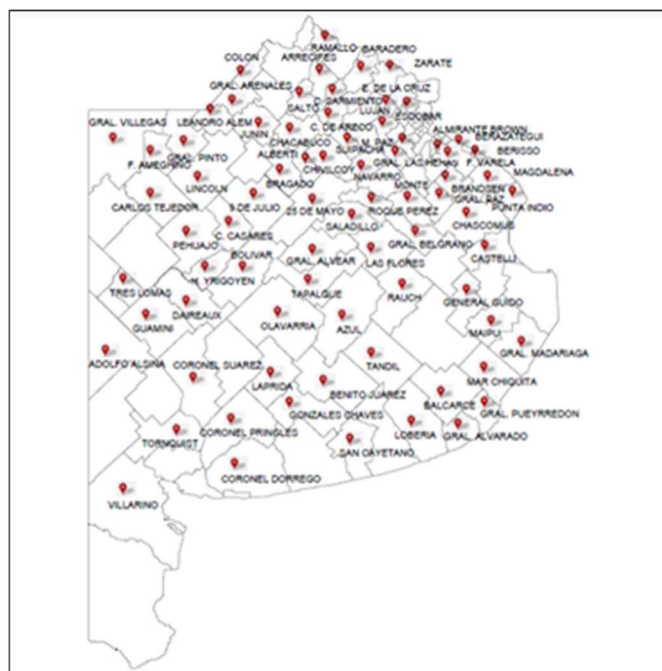 RAMALLO
BARADERO
ARRECIFES
ZARATE
COLON
GRAL. ARENALES
E. DE LA CRUZ
SALTO
C. SARMIENTO
LUJAN
ESCOBAR
GRAL. VILLEGAS
LEANDRO ALEM
JUNIN
C. DE ARECO
CHACABUCO
M. PAZ
ALMIRANTE BROWN
BERAZATEGUI
SUIPACHA
F. AMEGHINO
GRAL. PINTO
ALBERTI
CHIVILCOY
NAVARRO
GRAL. LAS HERAS
F. VARELA
BERISSO
LINCOLN
BRAGADO
MONTE
BRANDSEN
MAGDALENA
CARLOS TEJEDOR
9 DE JULIO
25 DE MAYO
ROQUE PEREZ
GRAL. PAZ
PUNTA INDIO
SALADILLO
CHASCOMUS
PEHUAJO
C. CASARES
GRAL. BELGRANO
BOLIVAR
GRAL. ALVEAR
LAS FLORES
CASTELLI
TRES LOMAS
H. YRIGOYEN
TAPALQUE
RAUCH
GENERAL GUIDO
DAIREAUX
GUAMINI
OLAVARRIA
AZUL
MAIPU
ADOLFO ALSINA
CORONEL SUAREZ
TANDIL
GRAL. MADARIAGA
LAPRIDA
BENITO JUAREZ
MAR CHIQUITA
BALCARCE
GONZALES CHAVES
GRAL. PUEYRREDON
TORNQUIST
CORONEL PRINGLES
LOBERIA
GRAL. ALVARADO
SAN CAYETANO
CORONEL DORREGO
VILLARINO